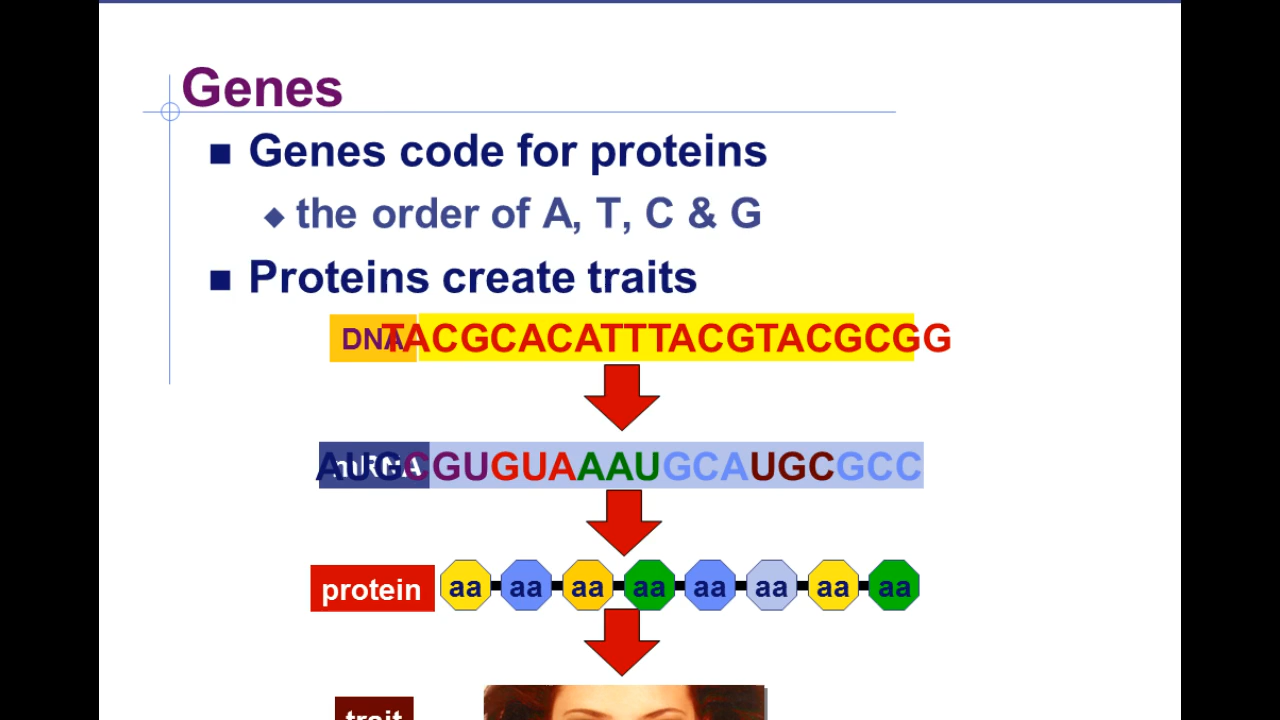 Genes
Genes code for proteins
the order of A, T, C & G
Proteins create traits
DNA TACGCACATTTACGTACGCGG
mRNA AUGCGUGUAAAUGCAUGCGCC
protein aa aa aa aa aa aa aa aa
trait